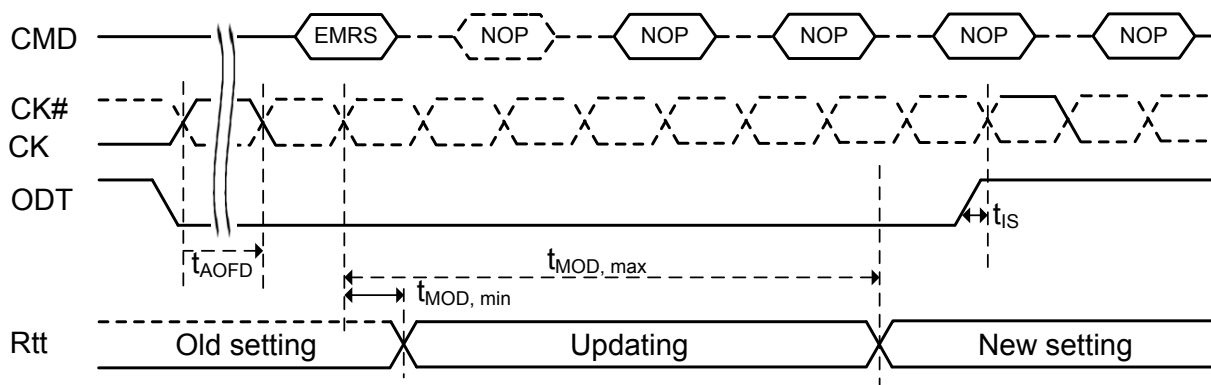 CMD EMRS NOP NOP NOP NOP NOP
CK#
CK
ODT
tIS
tAOFD
tMOD, max
tMOD, min
Rtt Old setting Updating New setting